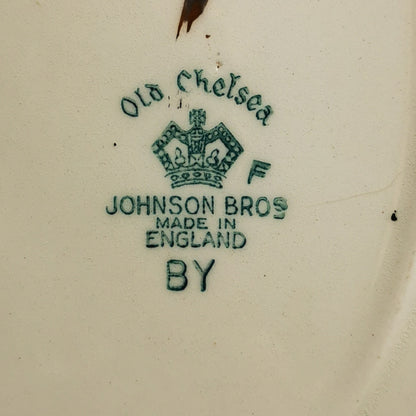 Old Chelsea
F
JOHNSON BROS
MADE IN
ENGLAND
BY